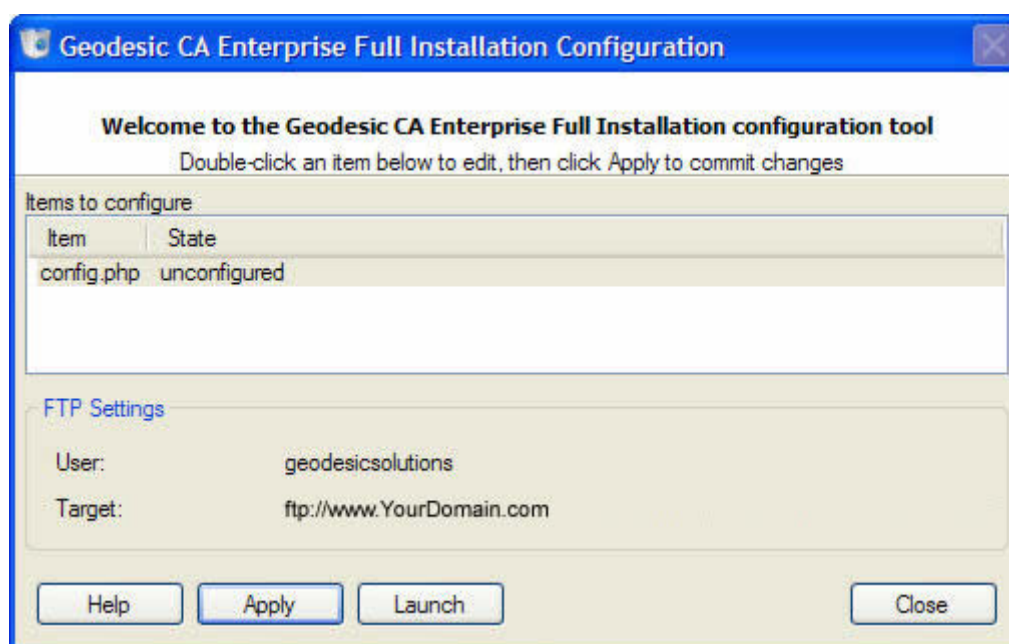 Geodesic CA Enterprise Full Installation Configuration
Welcome to the Geodesic CA Enterprise Full Installation configuration tool
Double-click an item below to edit, then click Apply to commit changes
Items to configure
Item State
config.php unconfigured
FTP Settings
User: geodesicsolutions
Target: ftp://www.YourDomain.com
Help Apply Launch Close